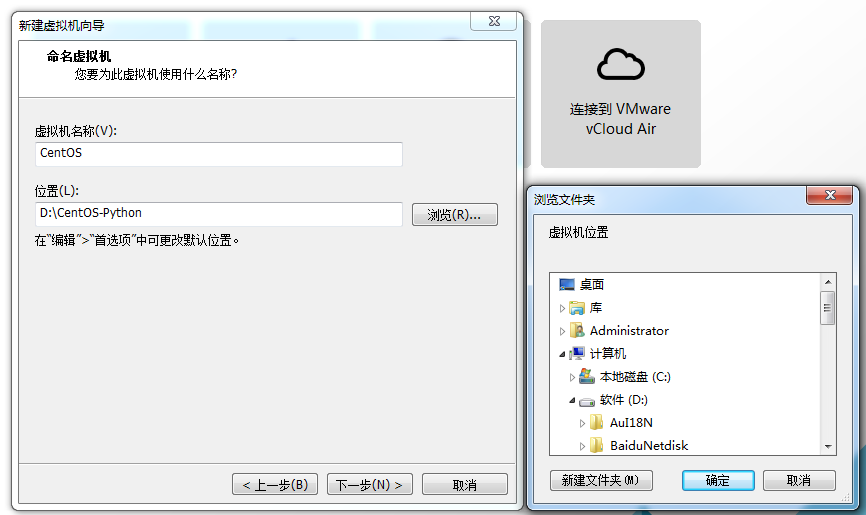 新建虚拟机向导
命名虚拟机
您要为此虚拟机使用什么名称?
虚拟机名称(V):
CentOS
位置(L):
D:\CentOS-Python
浏览(R)...
在"编辑">"首选项"中可更改默认位置。
< 上一步(B)
下一步(N) >
取消
连接到 VMware
vCloud Air
浏览文件夹
虚拟机位置
桌面
库
Administrator
计算机
本地磁盘 (C:)
软件 (D:)
AuI18N
BaiduNetdisk
新建文件夹(M)
确定
取消